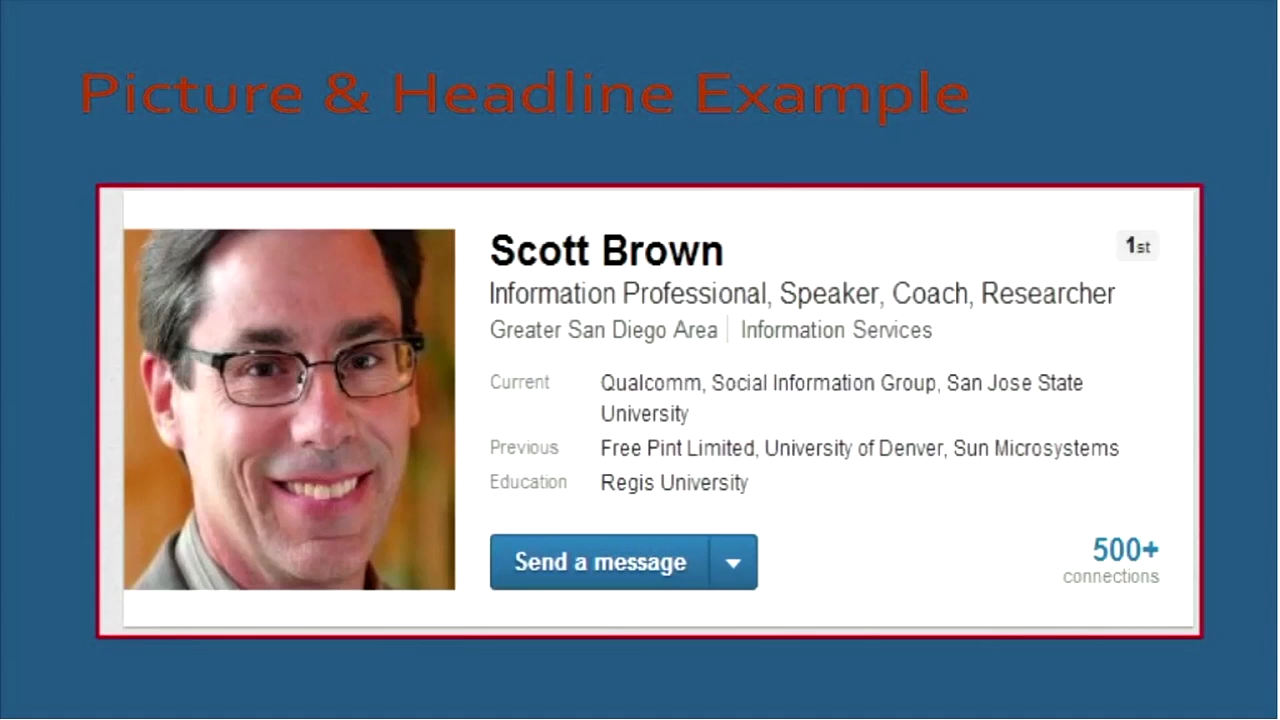 Picture & Headline Example
Scott Brown
1st
Information Professional, Speaker, Coach, Researcher
Greater San Diego Area | Information Services
Current Qualcomm, Social Information Group, San Jose State
University
Previous Free Pint Limited, University of Denver, Sun Microsystems
Education Regis University
Send a message
500+
connections